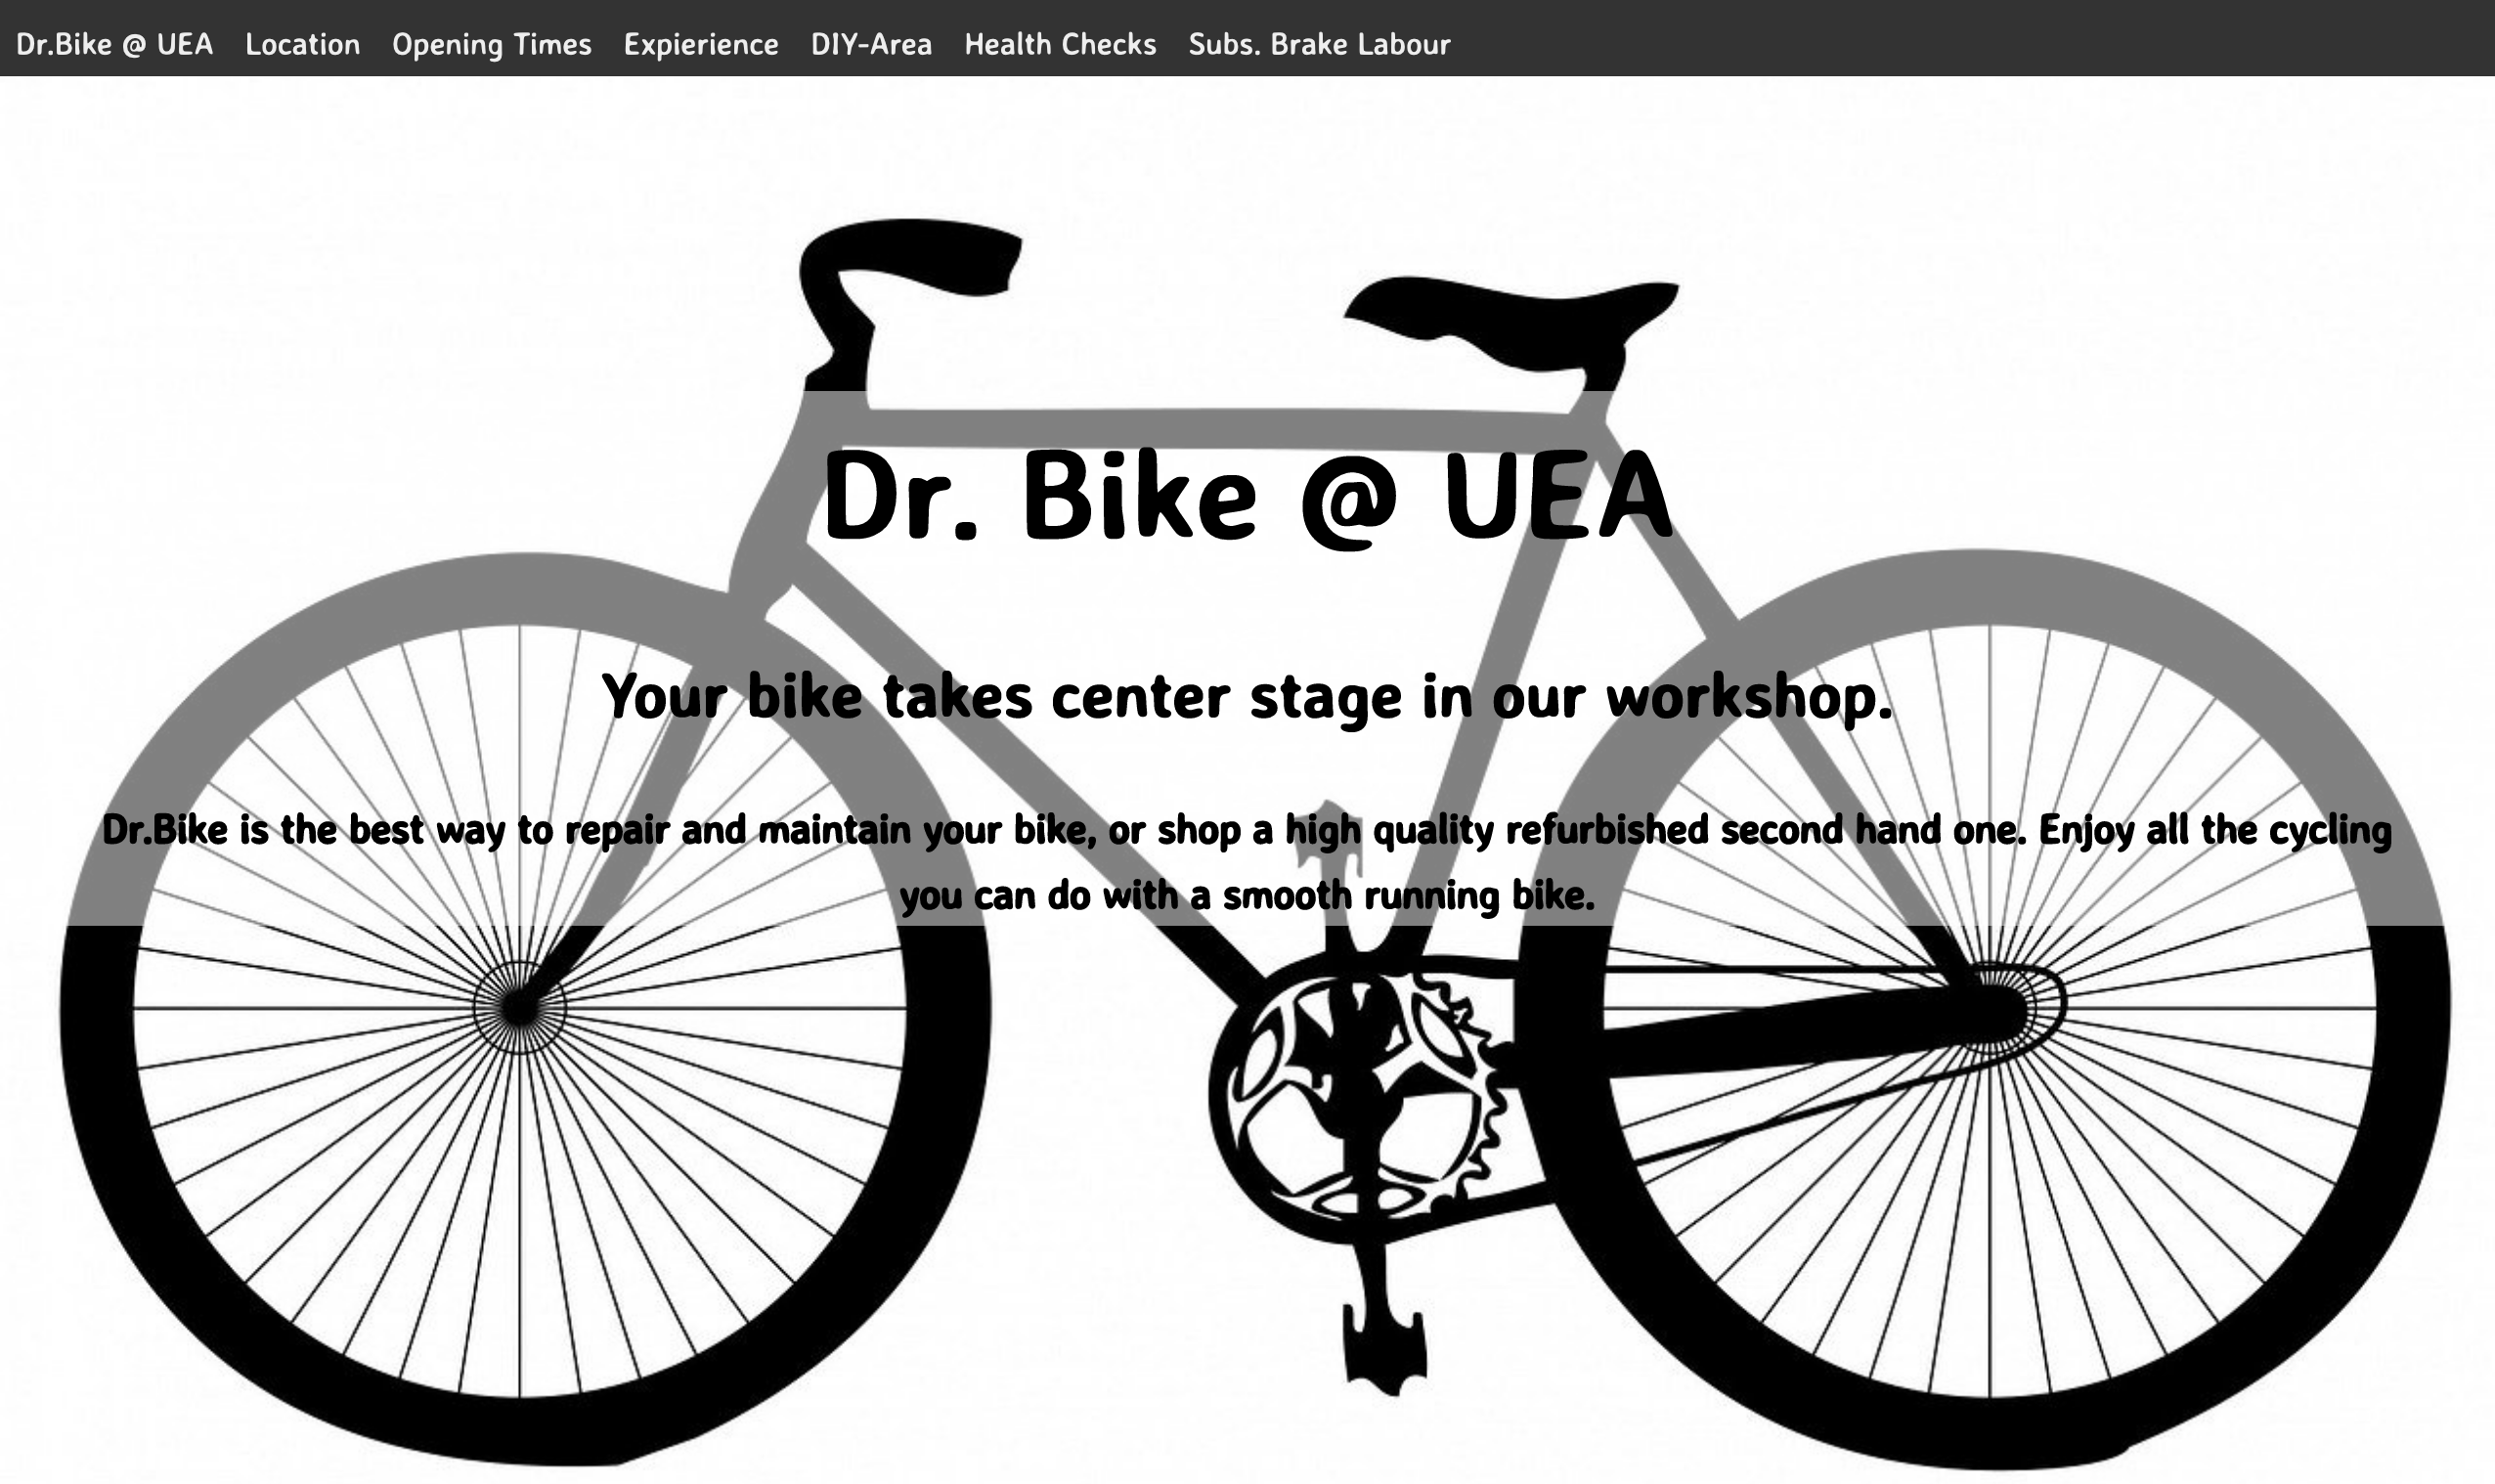 Dr.Bike @ UEA Location Opening Times Expierience DIY-Area Health Checks Subs. Brake Labour
Dr. Bike @ UEA
Your bike takes center stage in our workshop.
Dr.Bike is the best way to repair and maintain your bike, or shop a high quality refurbished second hand one. Enjoy all the cycling
you can do with a smooth running bike.